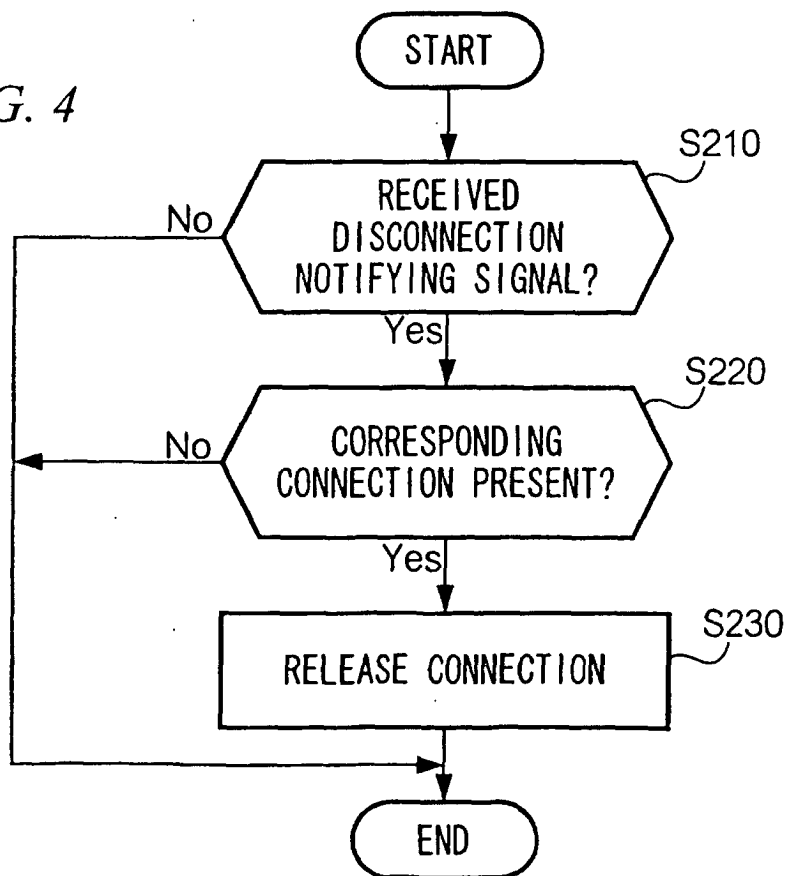 G. 4
START
S210
RECEIVED
DISCONNECTION
NOTIFYING SIGNAL?
No
Yes
S220
CORRESPONDING
CONNECTION PRESENT?
No
Yes
S230
RELEASE CONNECTION
END